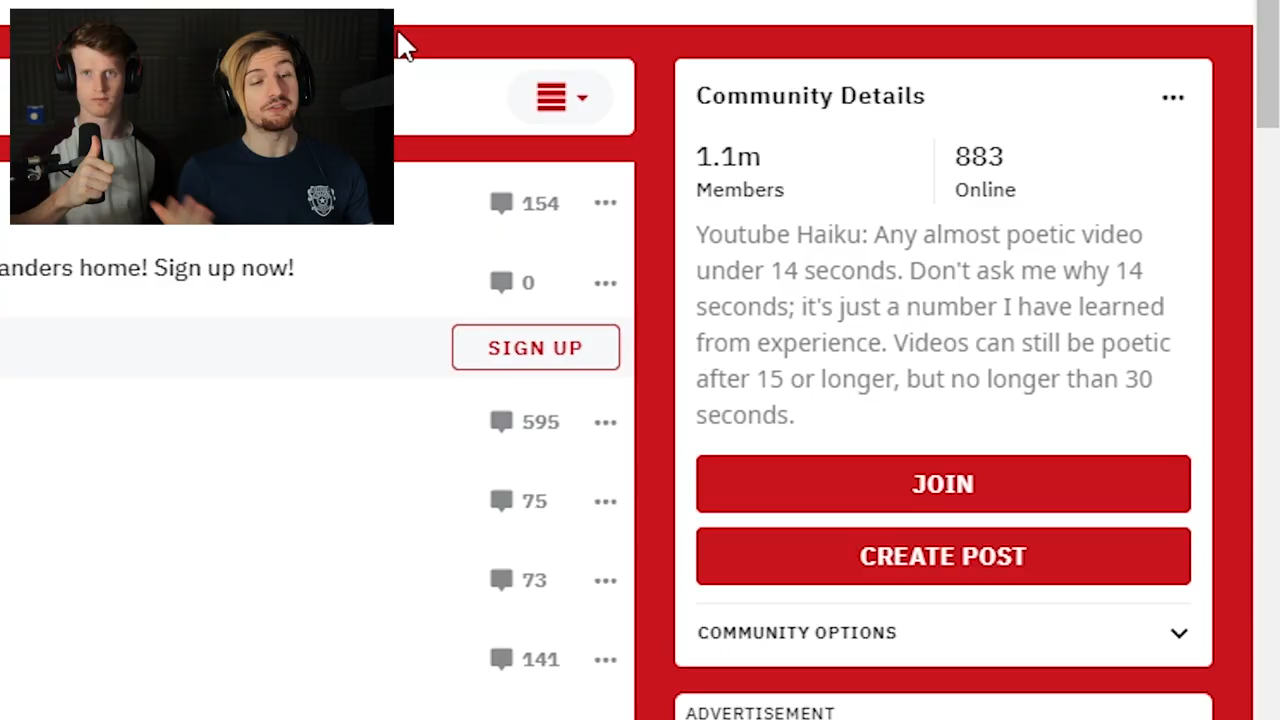 Community Details
1.1m
Members
883
Online
Youtube Haiku: Any almost poetic video
under 14 seconds. Don't ask me why 14
seconds; it's just a number I have learned
from experience. Videos can still be poetic
after 15 or longer, but no longer than 30
seconds.
JOIN
CREATE POST
COMMUNITY OPTIONS
ADVERTISEMENT
154
anders home! Sign up now!
0
SIGN UP
595
75
73
141